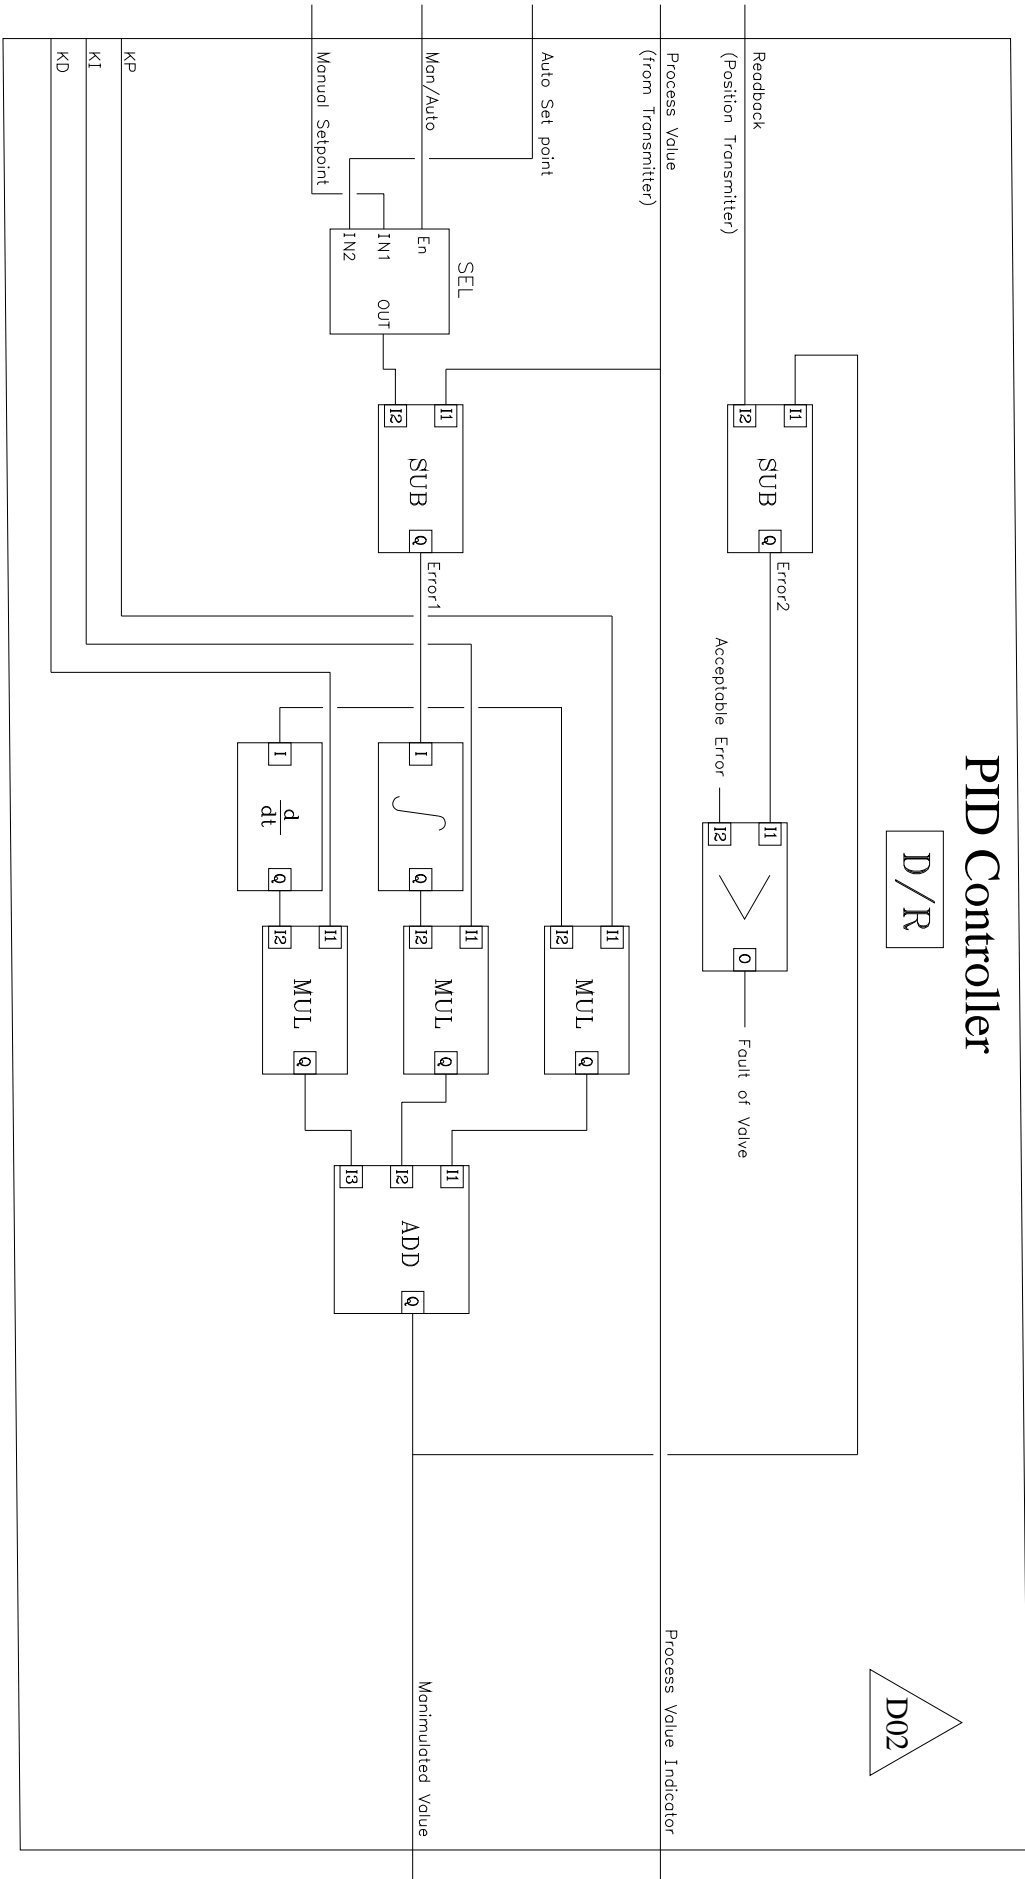 PID Controller
D/R
D02
Readback
(Position Transmitter)
I1
I2
SUB
Q
Error2
Acceptable Error
I1
I2
O
Fault of Valve
Process Value
(from Transmitter)
Process Value Indicator
Auto Set point
Man/Auto
Manual Setpoint
SEL
En
IN1
IN2
OUT
I1
I2
SUB
Q
Error1
I1
I2
MUL
Q
I
∫
Q
I1
I2
MUL
Q
I
d
dt
Q
I1
I2
MUL
Q
I1
I2
I3
ADD
Q
Manimulated Value
KP
KI
KD